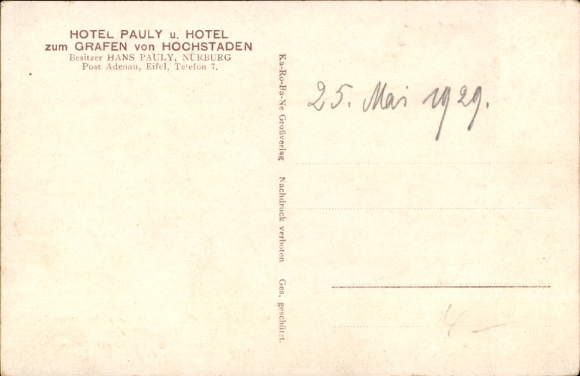 HOTEL PAULY u. HOTEL
zum GRAFEN von HOCHSTADEN
Besitzer HANS PAULY, NÜRBURG
Post Adenau, Eifel, Telefon 7.
Ka-Ro-Ba-Ne Großverlag Nachdruck verboten Ges. geschützt.
25. Mai 1929.
4 –